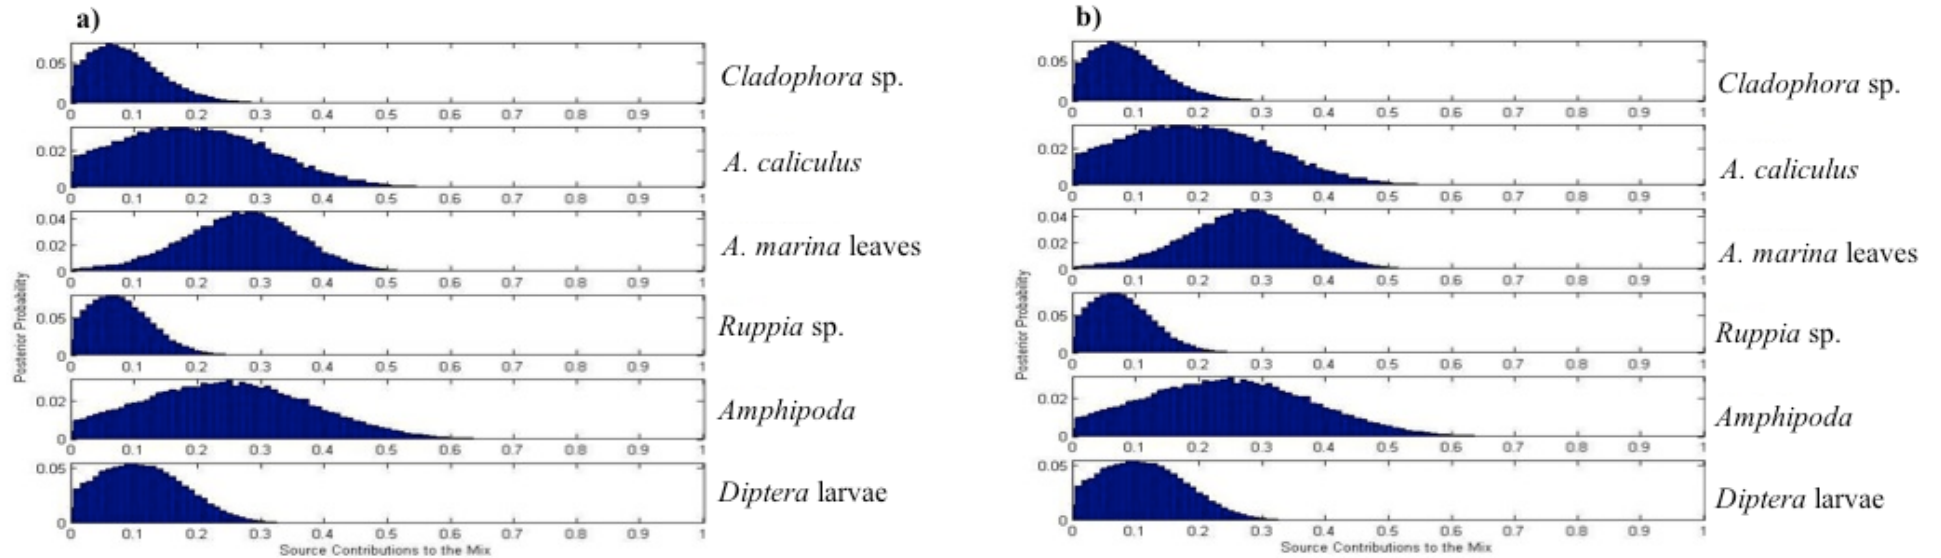 a)
0.05
0
0 0.1 0.2 0.3 0.4 0.5 0.6 0.7 0.8 0.9 1
Cladophora sp.
0.02
0
0 0.1 0.2 0.3 0.4 0.5 0.6 0.7 0.8 0.9 1
A. caliculus
0.04
0.02
0
0 0.1 0.2 0.3 0.4 0.5 0.6 0.7 0.8 0.9 1
A. marina leaves
Posterior Probability
0.05
0
0 0.1 0.2 0.3 0.4 0.5 0.6 0.7 0.8 0.9 1
Ruppia sp.
0.02
0
0 0.1 0.2 0.3 0.4 0.5 0.6 0.7 0.8 0.9 1
Amphipoda
0.05
0
0 0.1 0.2 0.3 0.4 0.5 0.6 0.7 0.8 0.9 1
Diptera larvae
Source Contributions to the Mix
b)
0.05
0
0 0.1 0.2 0.3 0.4 0.5 0.6 0.7 0.8 0.9 1
Cladophora sp.
0.02
0
0 0.1 0.2 0.3 0.4 0.5 0.6 0.7 0.8 0.9 1
A. caliculus
0.04
0.02
0
0 0.1 0.2 0.3 0.4 0.5 0.6 0.7 0.8 0.9 1
A. marina leaves
Posterior Probability
0.05
0
0 0.1 0.2 0.3 0.4 0.5 0.6 0.7 0.8 0.9 1
Ruppia sp.
0.02
0
0 0.1 0.2 0.3 0.4 0.5 0.6 0.7 0.8 0.9 1
Amphipoda
0.05
0
0 0.1 0.2 0.3 0.4 0.5 0.6 0.7 0.8 0.9 1
Diptera larvae
Source Contributions to the Mix